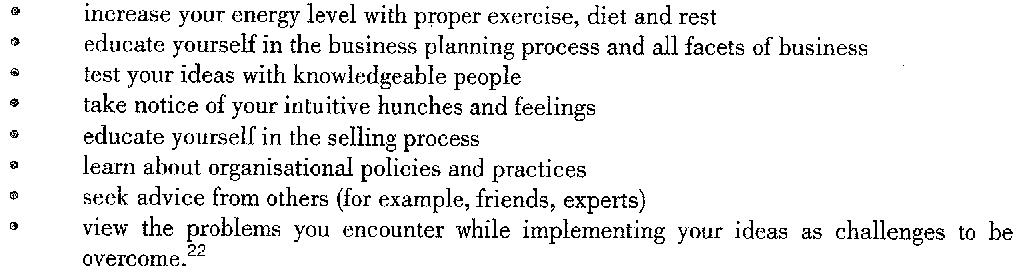 • increase your energy level with proper exercise, diet and rest
• educate yourself in the business planning process and all facets of business
• test your ideas with knowledgeable people
• take notice of your intuitive hunches and feelings
• educate yourself in the selling process
• learn about organisational policies and practices
• seek advice from others (for example, friends, experts)
• view the problems you encounter while implementing your ideas as challenges to be
overcome.22